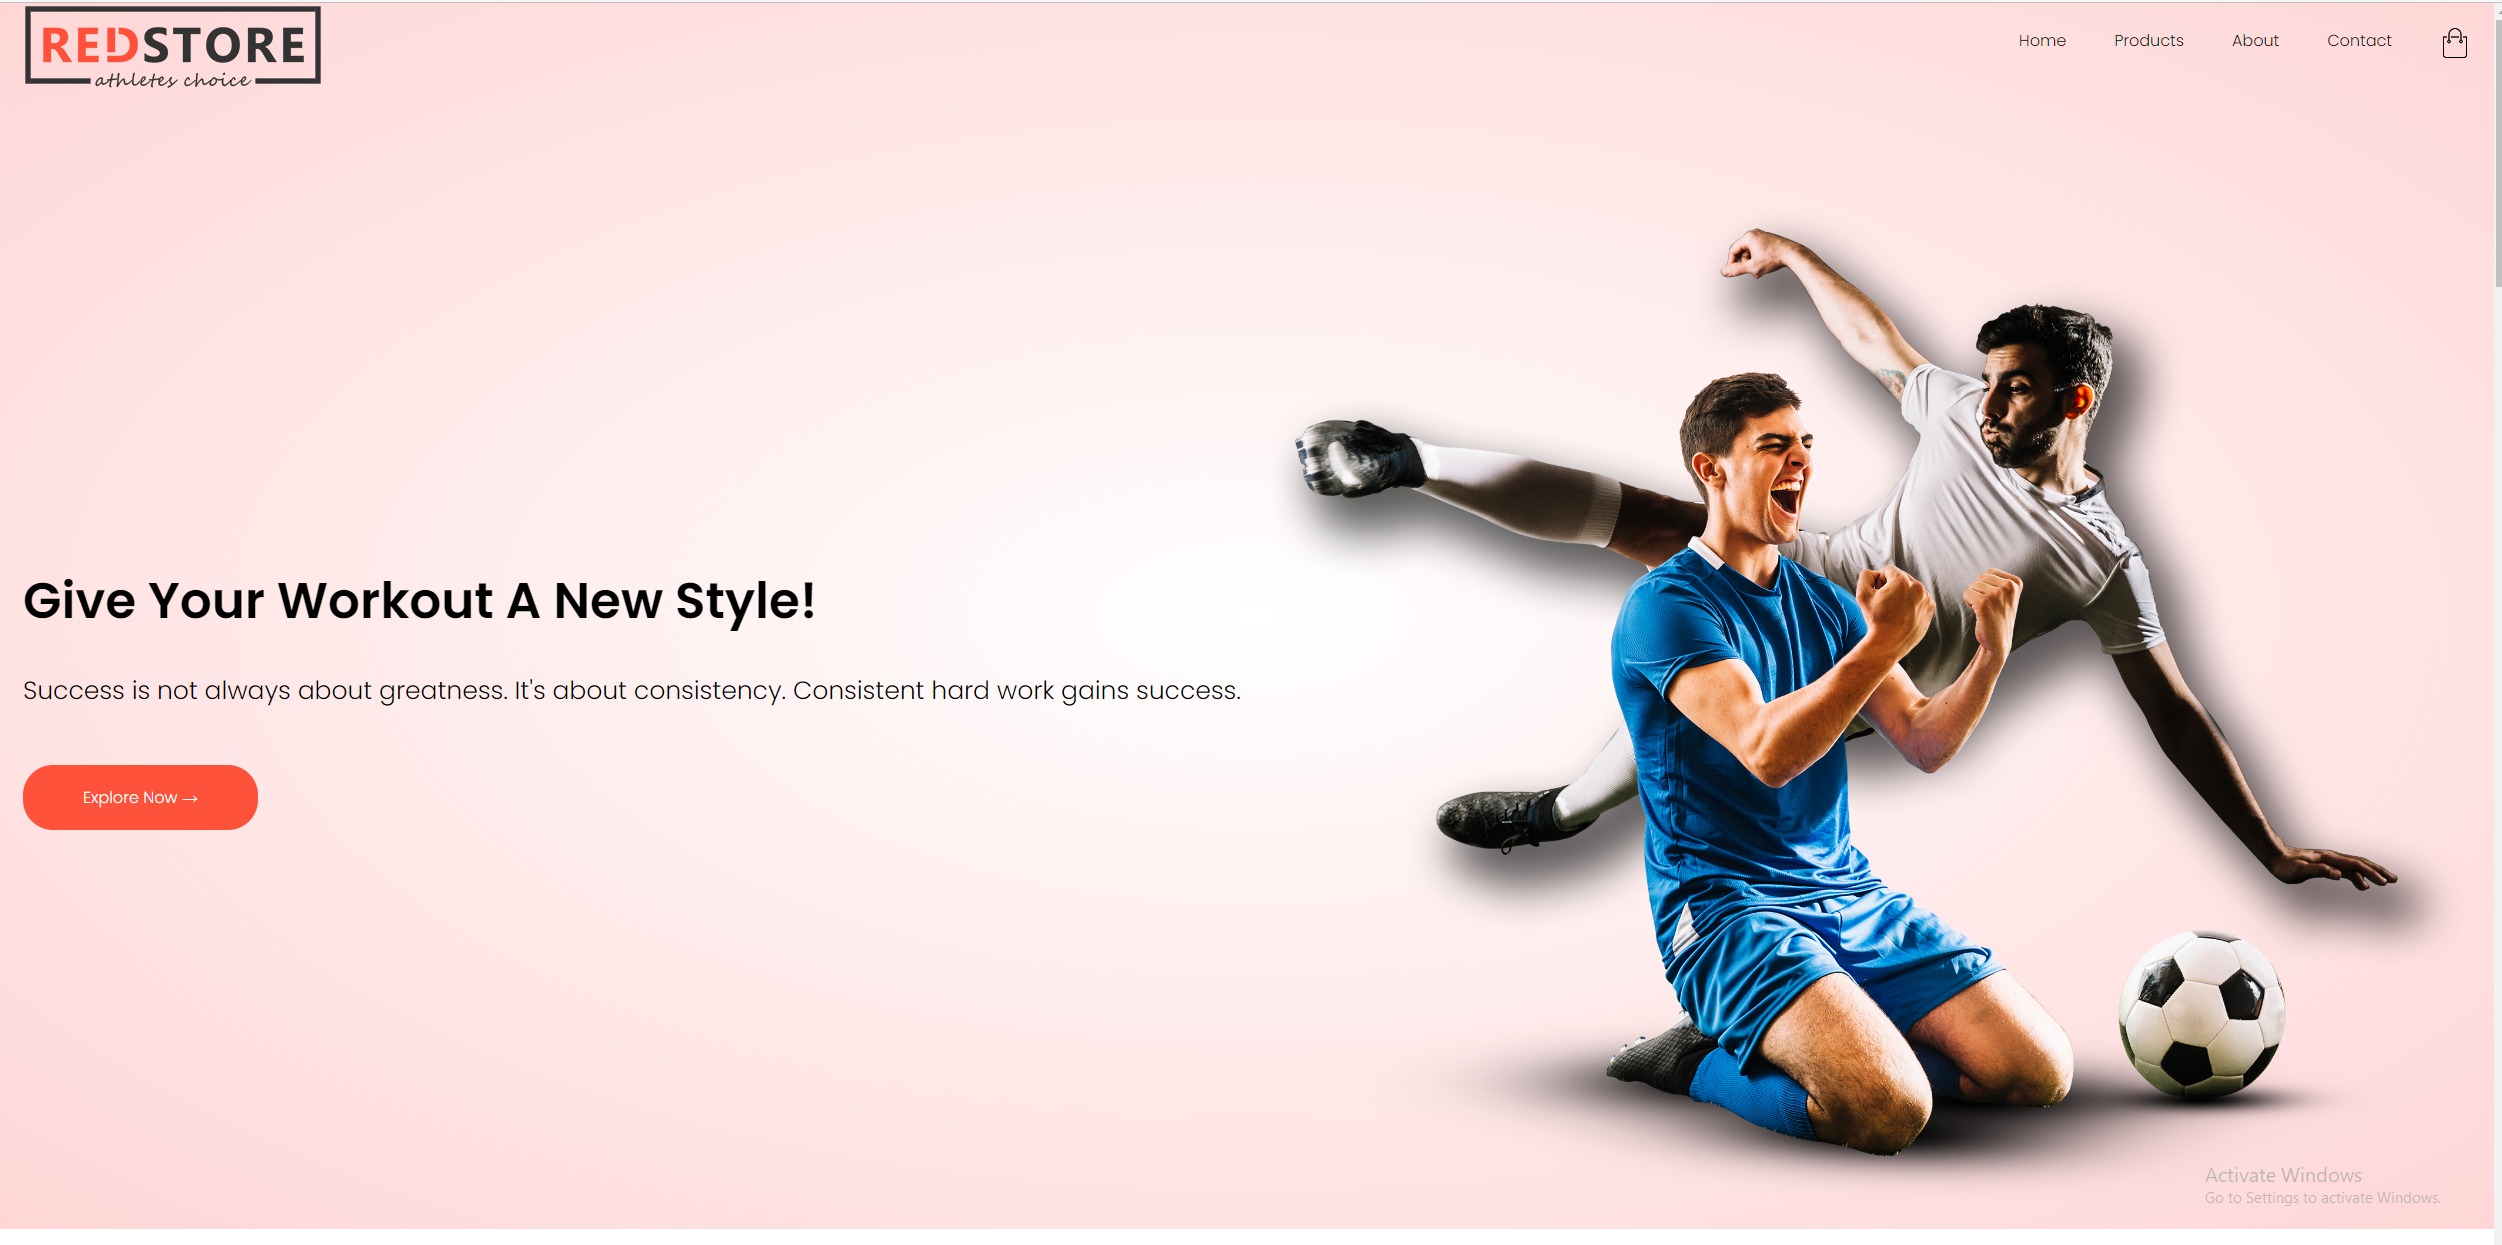 REDSTORE
athletes choice
Home Products About Contact
Give Your Workout A New Style!
Success is not always about greatness. It's about consistency. Consistent hard work gains success.
Explore Now →
Activate Windows
Go to Settings to activate Windows.